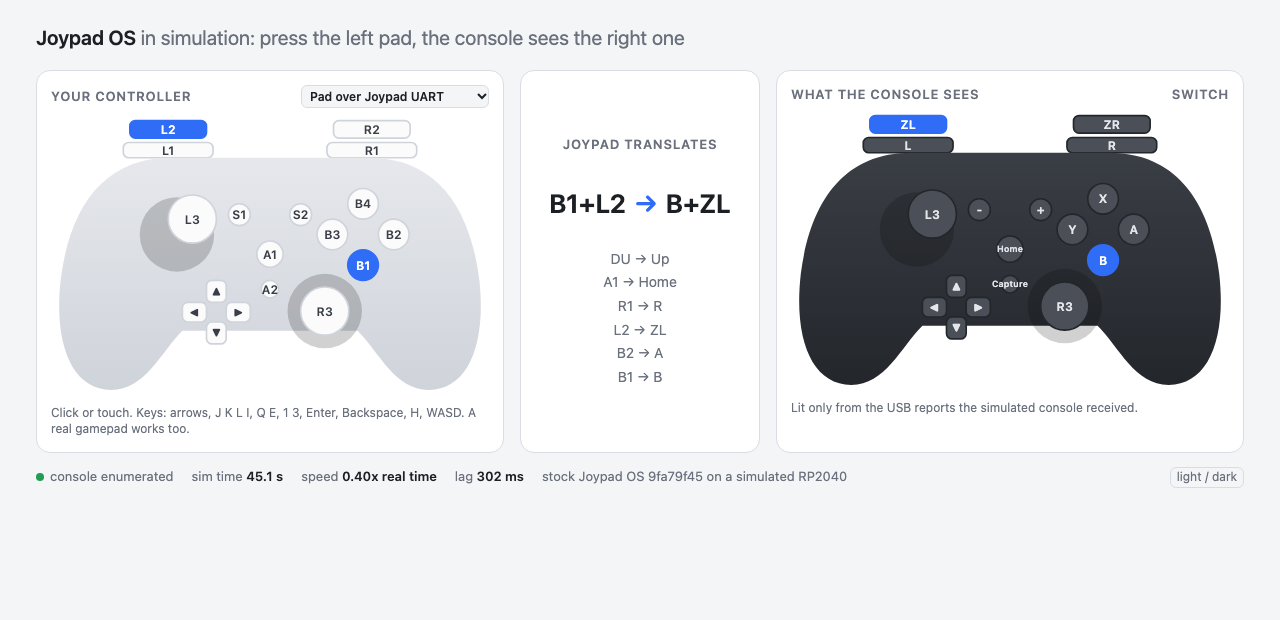 Joypad OS in simulation: press the left pad, the console sees the right one
YOUR CONTROLLER
Pad over Joypad UART
L2
R2
L1
R1
L3
S1
S2
B4
B3
B2
A1
B1
A2
R3
▲
◀
▶
▼
Click or touch. Keys: arrows, J K L I, Q E, 1 3, Enter, Backspace, H, WASD. A
real gamepad works too.
JOYPAD TRANSLATES
B1+L2 → B+ZL
DU → Up
A1 → Home
R1 → R
L2 → ZL
B2 → A
B1 → B
WHAT THE CONSOLE SEES
SWITCH
ZL
ZR
L
R
L3
-
+
X
Y
A
Home
B
Capture
R3
▲
◀
▶
▼
Lit only from the USB reports the simulated console received.
console enumerated
sim time 45.1 s
speed 0.40x real time
lag 302 ms
stock Joypad OS 9fa79f45 on a simulated RP2040
light / dark